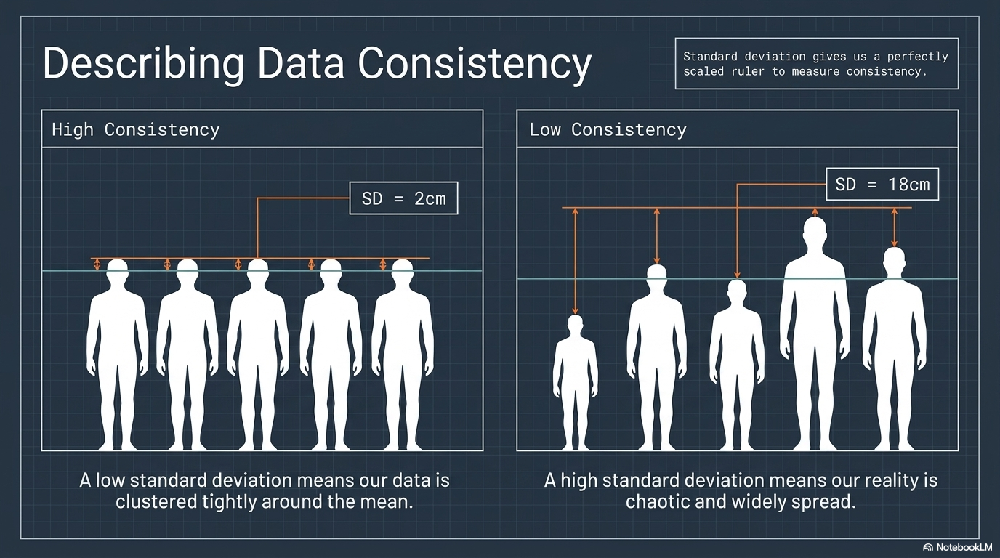 Describing Data Consistency
Standard deviation gives us a perfectly
scaled ruler to measure consistency.
High Consistency
SD = 2cm
A low standard deviation means our data is
clustered tightly around the mean.
Low Consistency
SD = 18cm
A high standard deviation means our reality is
chaotic and widely spread.
NotebookLM